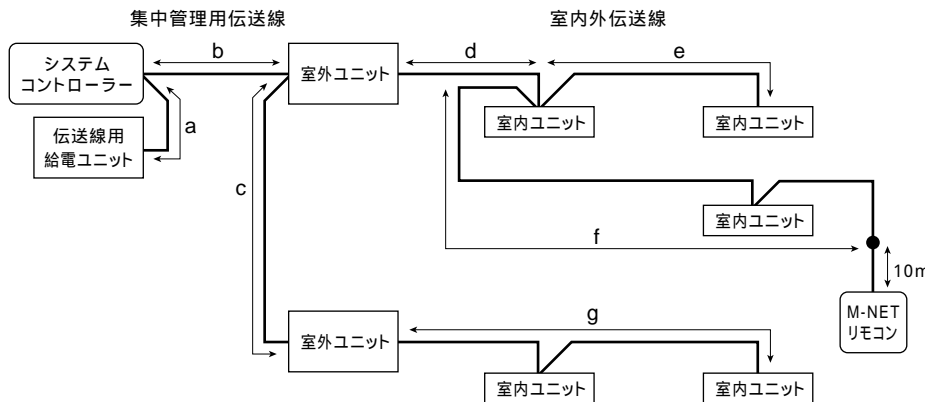 集中管理用伝送線
室内外伝送線
システム
コントローラー
b
室外ユニット
d
e
伝送線用
給電ユニット
a
室内ユニット
室内ユニット
c
室内ユニット
f
10m
M-NET
リモコン
室外ユニット
g
室内ユニット
室内ユニット